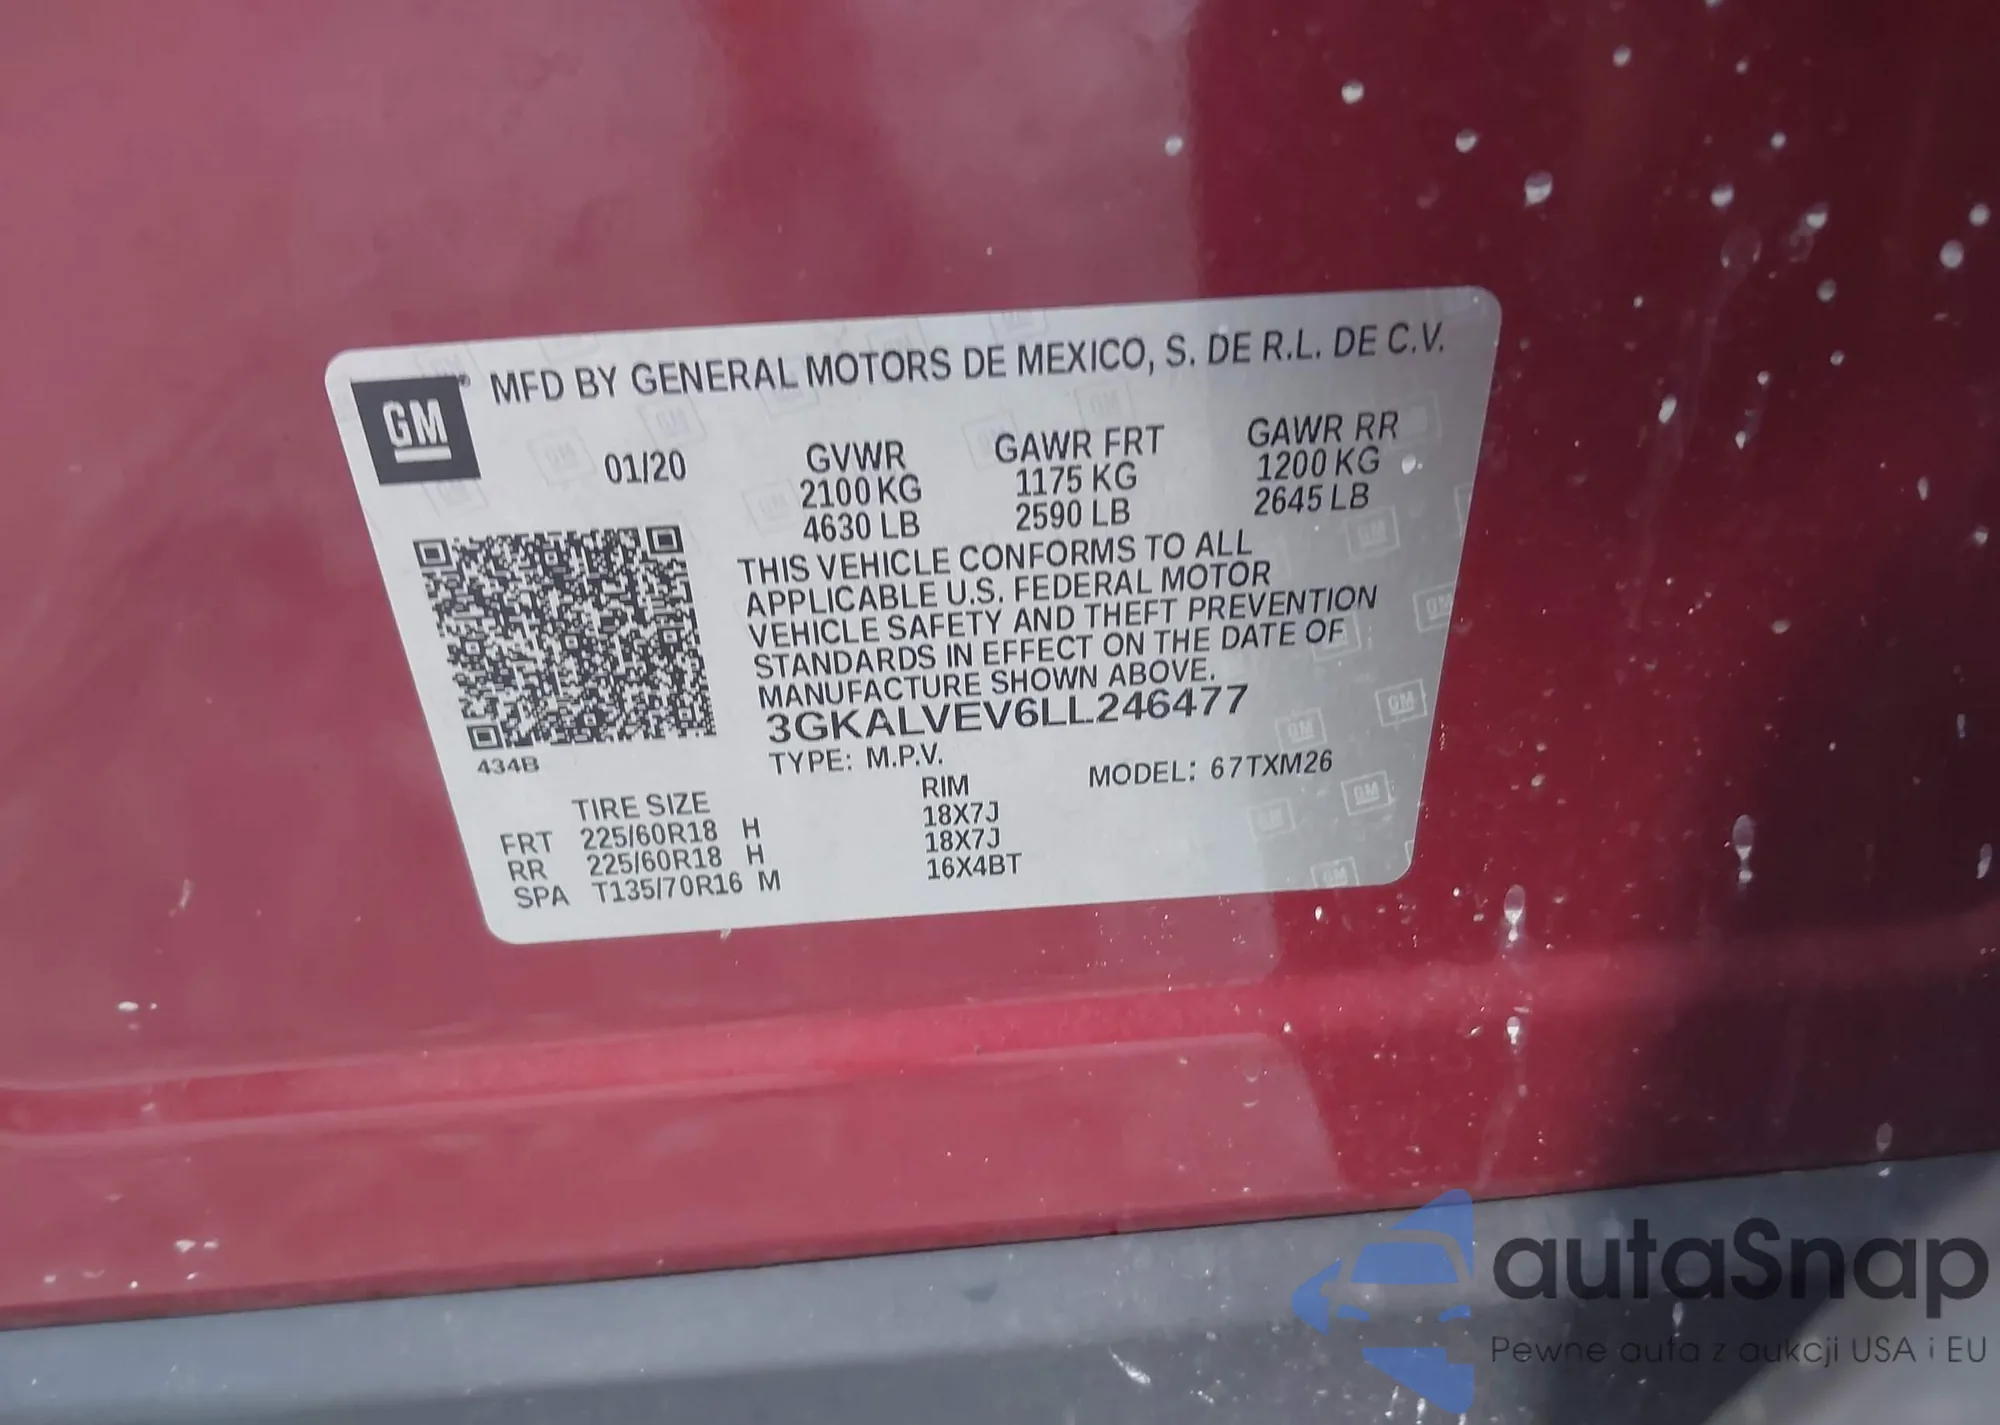 GM
MFD BY GENERAL MOTORS DE MEXICO, S. DE R.L. DE C.V.
01/20 GVWR GAWR FRT GAWR RR
2100 KG 1175 KG 1200 KG
4630 LB 2590 LB 2645 LB
THIS VEHICLE CONFORMS TO ALL
APPLICABLE U.S. FEDERAL MOTOR
VEHICLE SAFETY AND THEFT PREVENTION
STANDARDS IN EFFECT ON THE DATE OF
MANUFACTURE SHOWN ABOVE.
3GKALVEV6LL246477
434B
TYPE: M.P.V. MODEL: 67TXM26
TIRE SIZE RIM
FRT 225/60R18 H 18X7J
RR 225/60R18 H 18X7J
SPA T135/70R16 M 16X4BT
autaSnap
Pewne auta z aukcji USA i EU